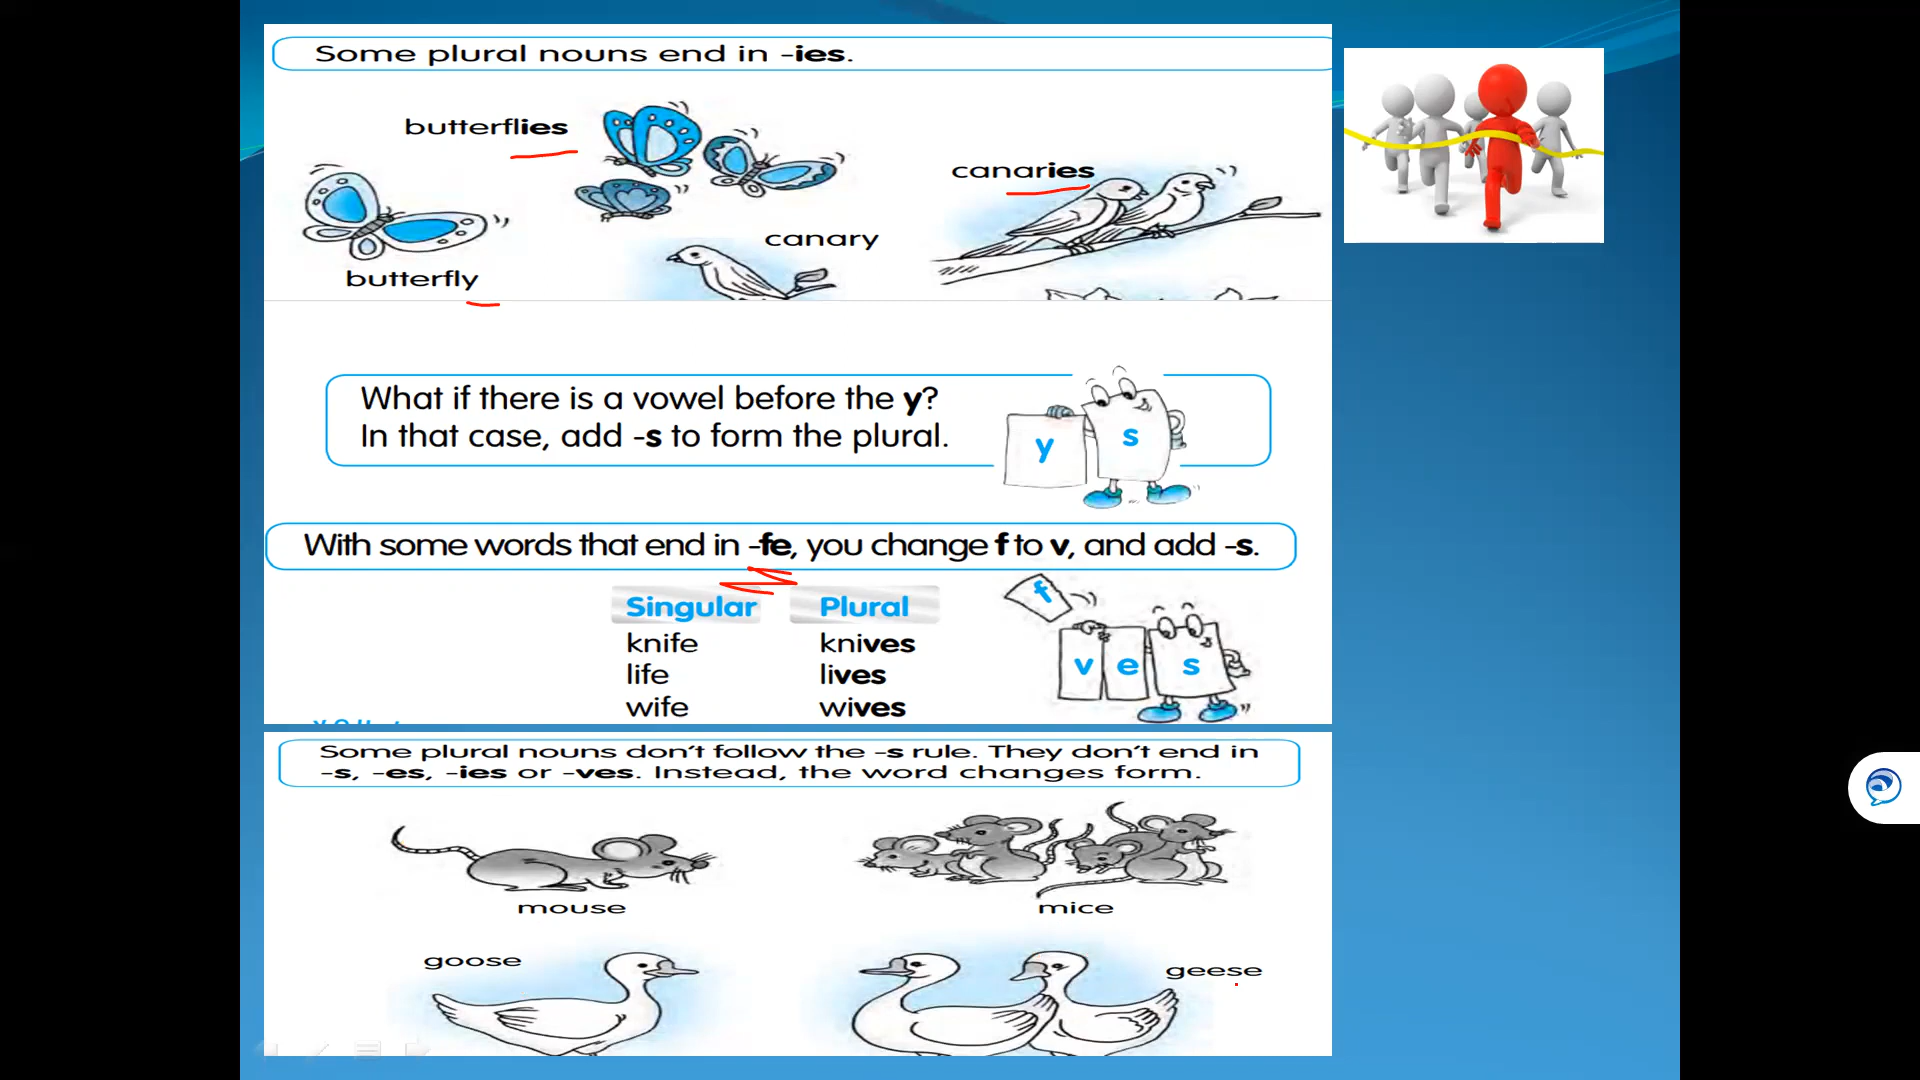 Some plural nouns end in -ies.
butterflies
canaries
canary
butterfly
What if there is a vowel before the y?
In that case, add -s to form the plural.
y s
With some words that end in -fe, you change f to v, and add -s.
f
Singular Plural
knife knives
life lives
wife wives
v e s
Some plural nouns don't follow the -s rule. They don't end in
-s, -es, -ies or -ves. Instead, the word changes form.
mouse mice
goose geese